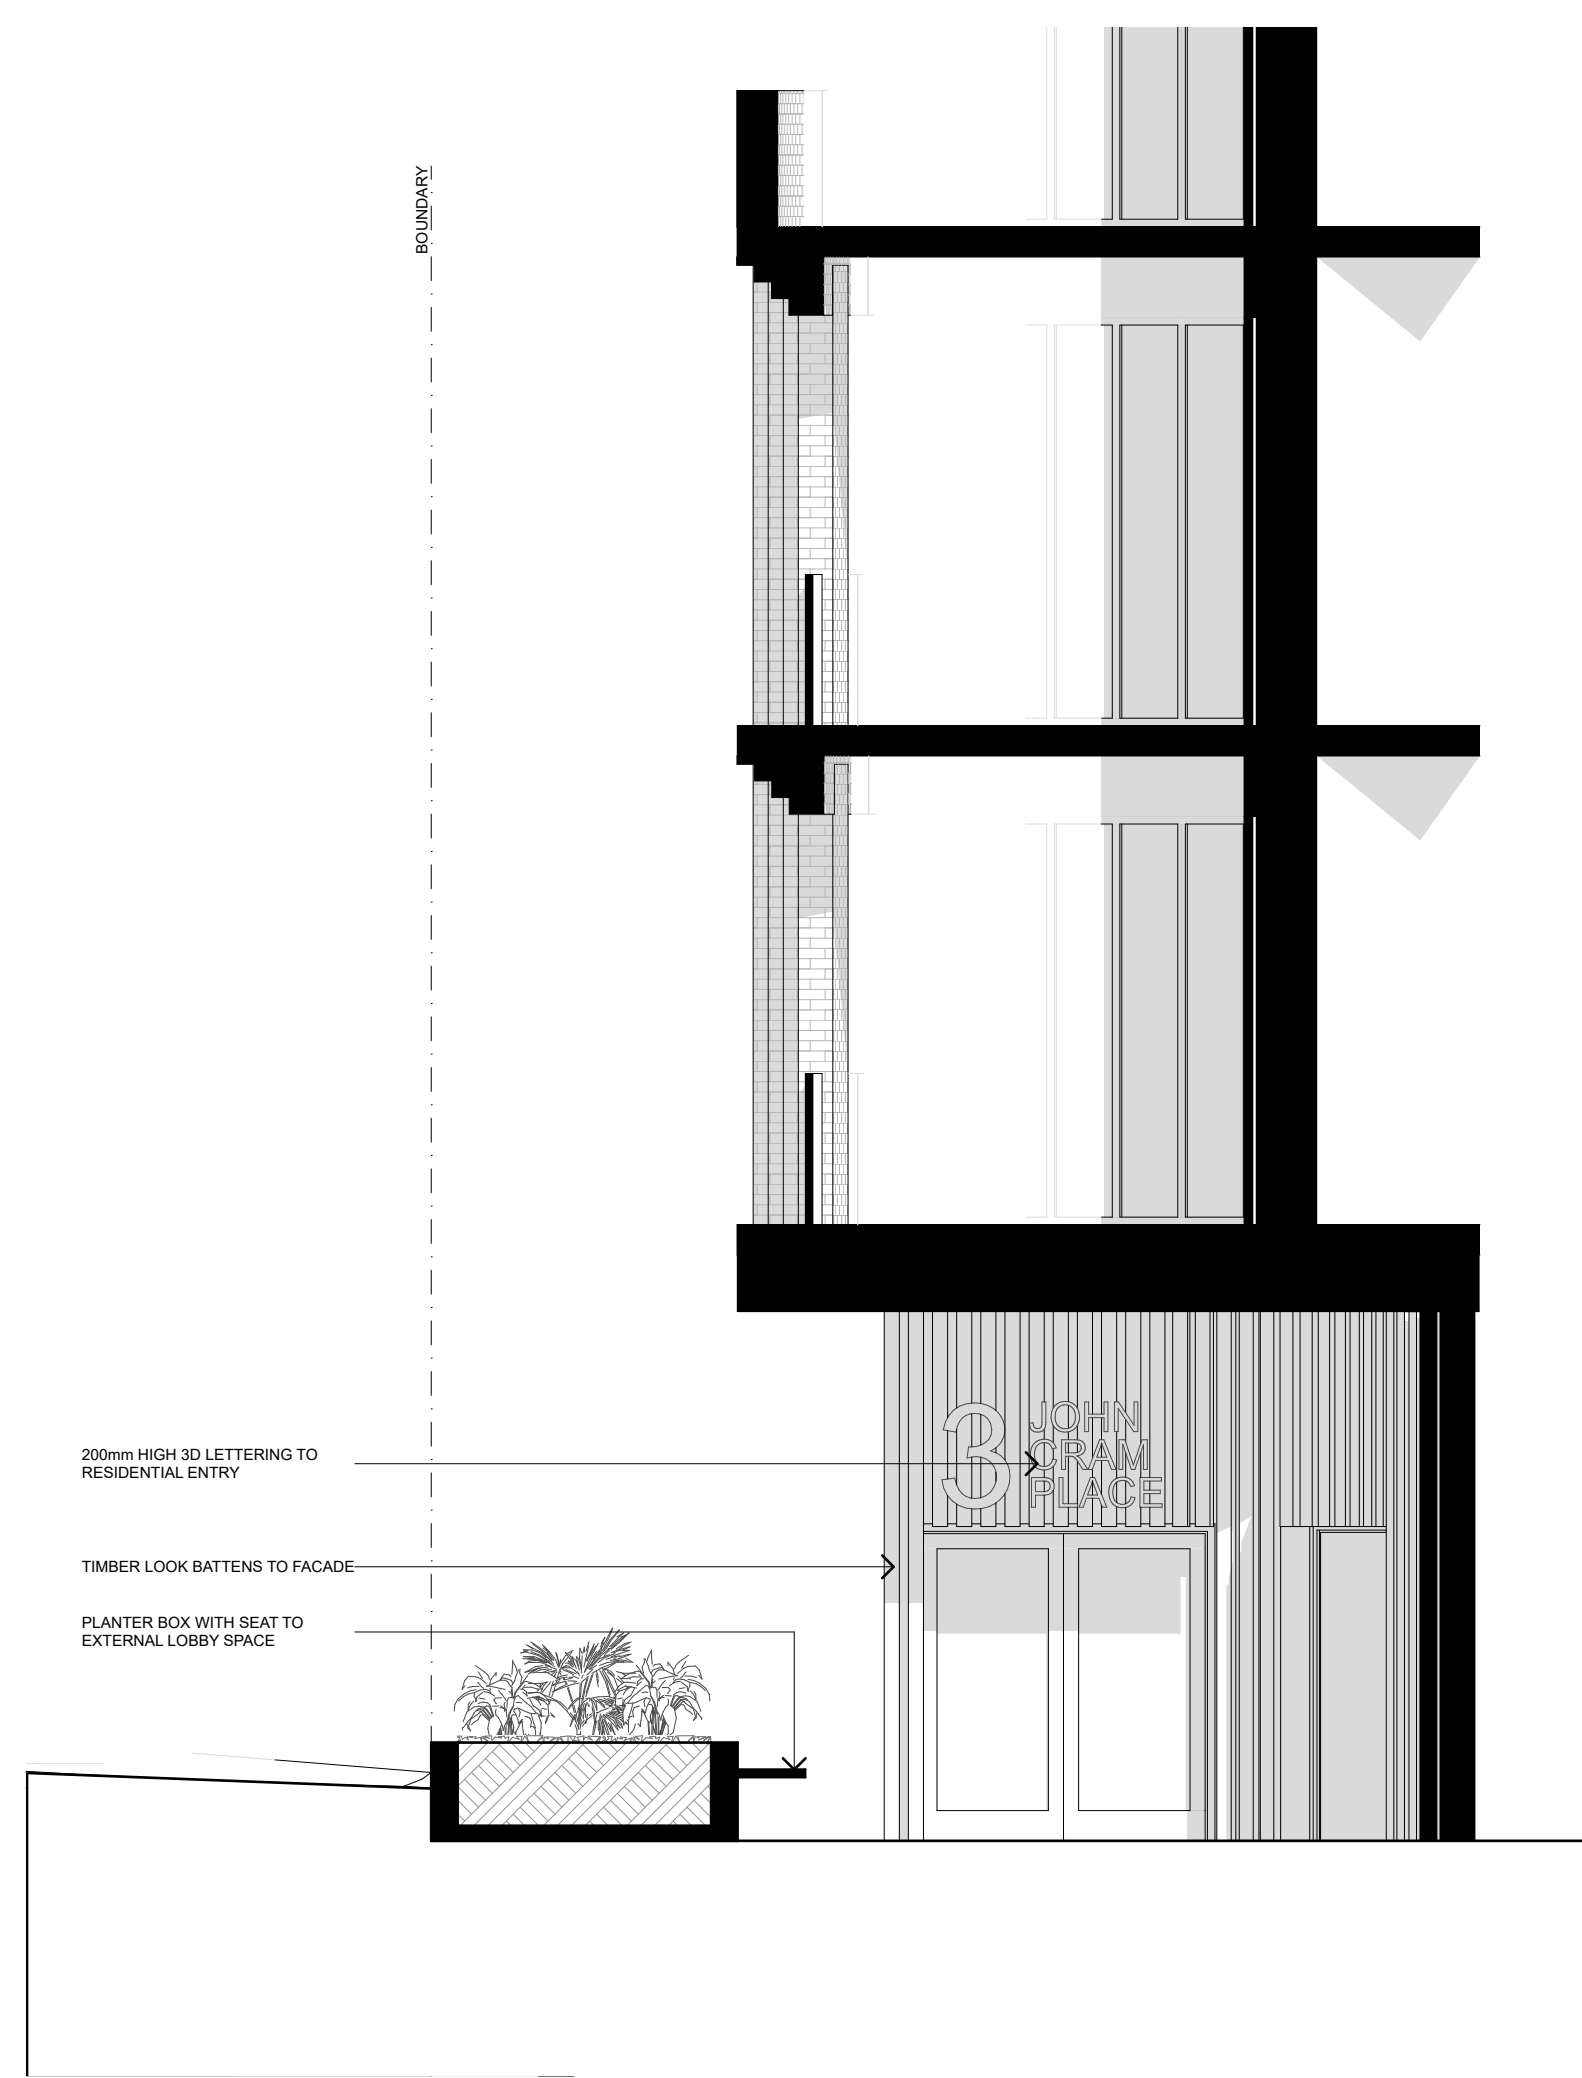 BOUNDARY
3
JOHN
CRAM
PLACE
200mm HIGH 3D LETTERING TO
RESIDENTIAL ENTRY
TIMBER LOOK BATTENS TO FACADE
PLANTER BOX WITH SEAT TO
EXTERNAL LOBBY SPACE